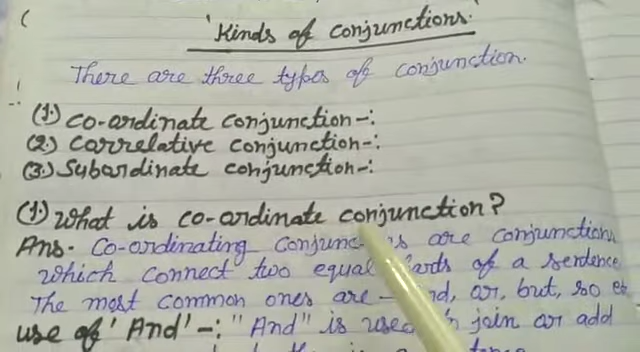 'Kinds of Conjunctions.'
There are three types of conjunction.
(1.) Co-ordinate conjunction-:
(2.) Correlative conjunction-:
(3.) Subordinate conjunction-:
(1.) What is co-ordinate conjunction?
Ans. Co-ordinating are conjunctions
which connect two equal of a sentence
The most common ones are or, but, so etc
use of 'And' -: "And" is join or add